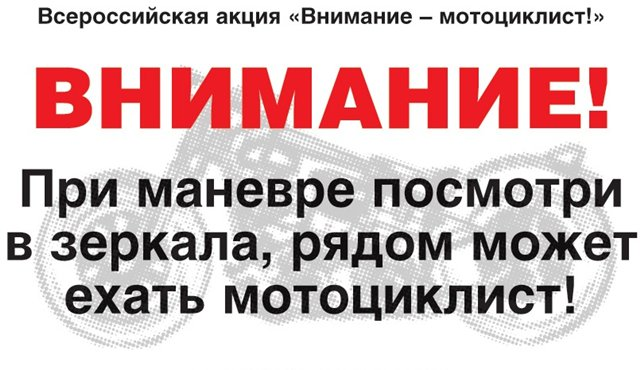 Всероссийская акция «Внимание – мотоциклист!»
ВНИМАНИЕ!
При маневре посмотри
в зеркала, рядом может
ехать мотоциклист!